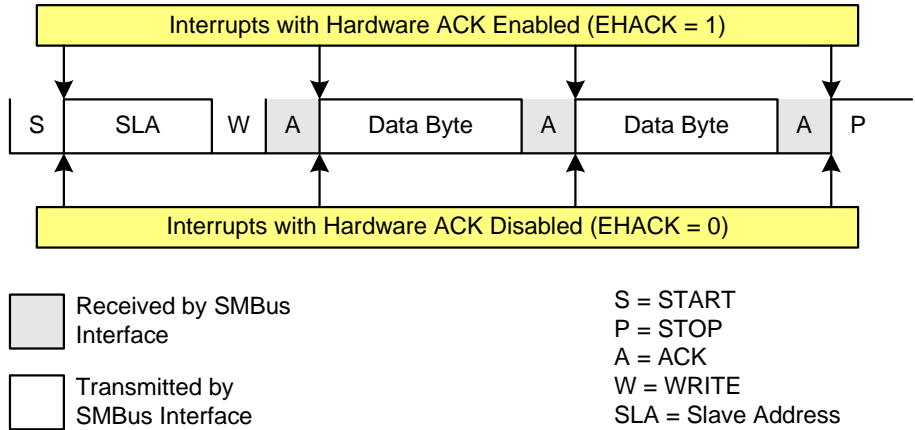 Interrupts with Hardware ACK Enabled (EHACK = 1)
S SLA W A Data Byte A Data Byte A P
Interrupts with Hardware ACK Disabled (EHACK = 0)
Received by SMBus
Interface
Transmitted by
SMBus Interface
S = START
P = STOP
A = ACK
W = WRITE
SLA = Slave Address